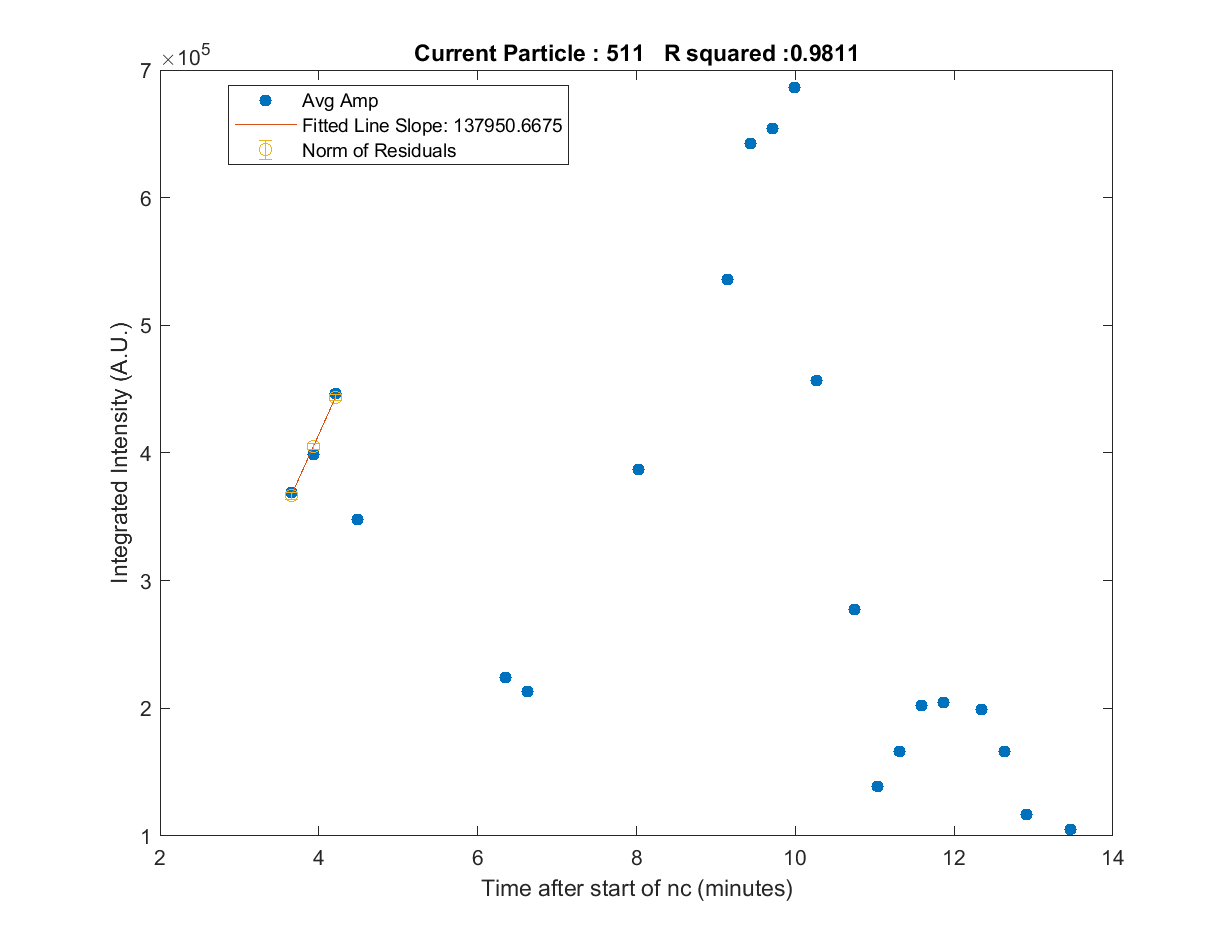 Current Particle : 511   R squared :0.9811
×10^5
Avg Amp
Fitted Line Slope: 137950.6675
Norm of Residuals
7
6
5
4
3
2
1
2 4 6 8 10 12 14
Integrated Intensity (A.U.)
Time after start of nc (minutes)